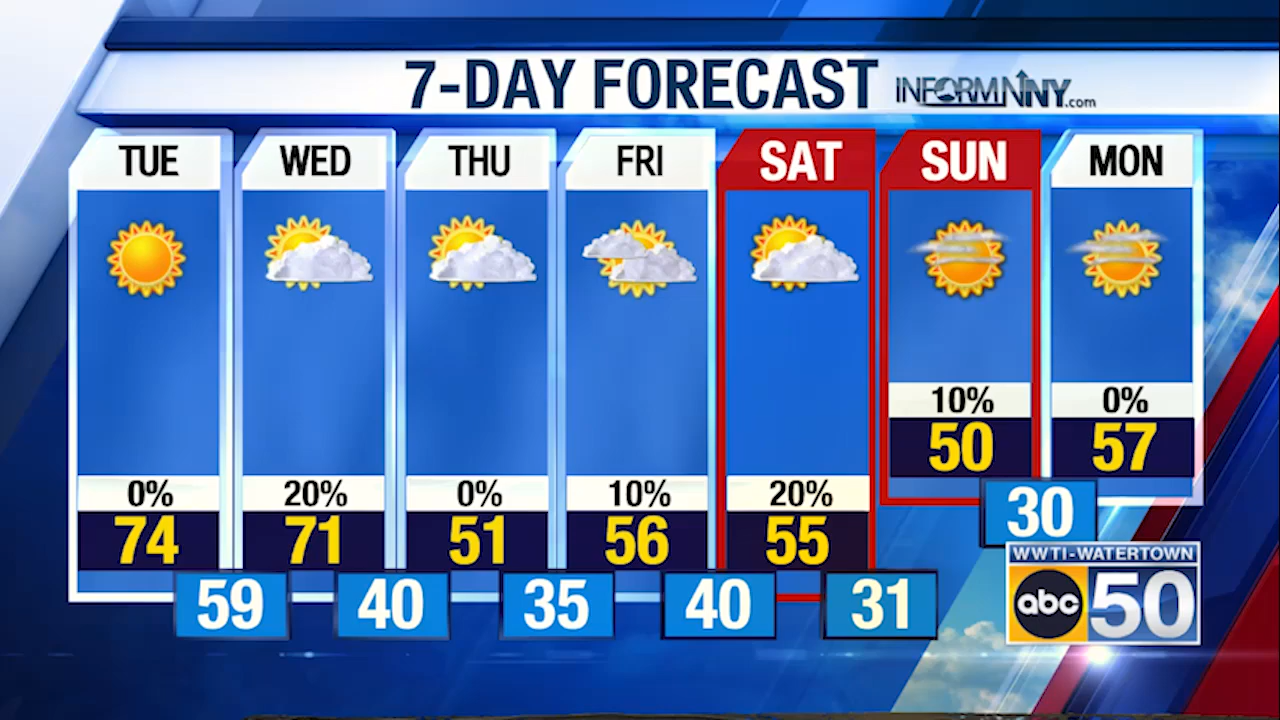 7-DAY FORECAST INFORMNNY.com
TUE WED THU FRI SAT SUN MON
10% 0%
50 57
0% 20% 0% 10% 20%
74 71 51 56 55
30
WWTI-WATERTOWN
abc 50
59 40 35 40 31